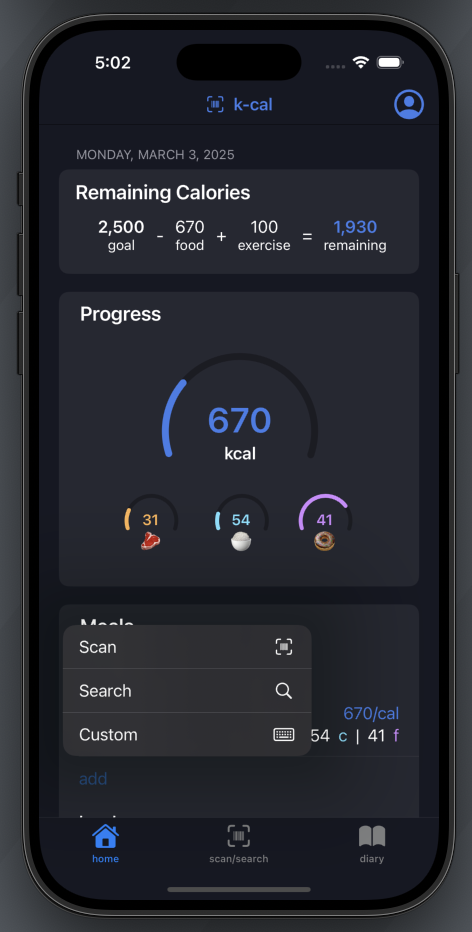 5:02
k-cal
MONDAY, MARCH 3, 2025
Remaining Calories
2,500 - 670 + 100 = 1,930
goal food exercise remaining
Progress
670
kcal
31 54 41
Meals
Scan
Search
670/cal
Custom
54 c | 41 f
add
home scan/search diary